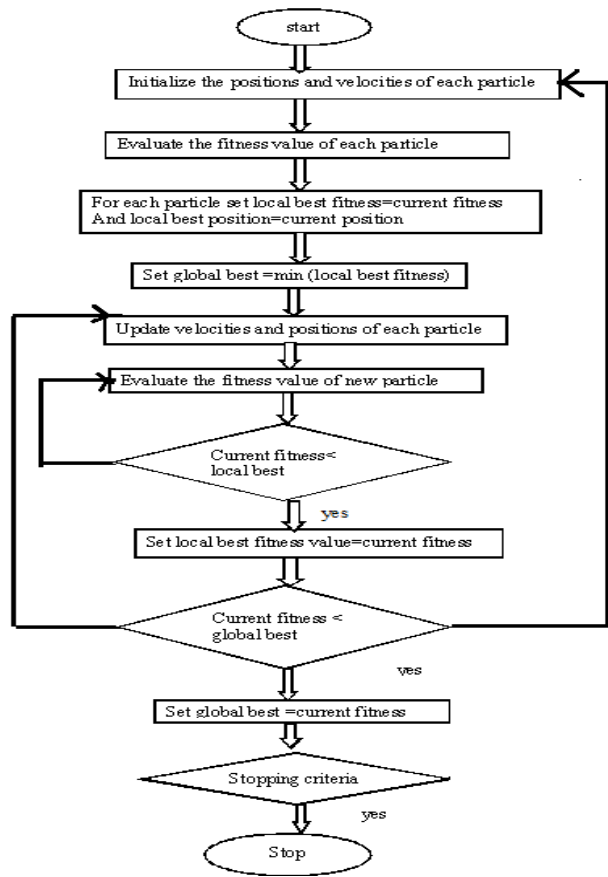 start
Initialize the positions and velocities of each particle
Evaluate the fitness value of each particle
For each particle set local best fitness=current fitness
And local best position=current position
Set global best =min (local best fitness)
Update velocities and positions of each particle
Evaluate the fitness value of new particle
Current fitness<
local best
yes
Set local best fitness value=current fitness
Current fitness <
global best
yes
Set global best =current fitness
Stopping criteria
yes
Stop